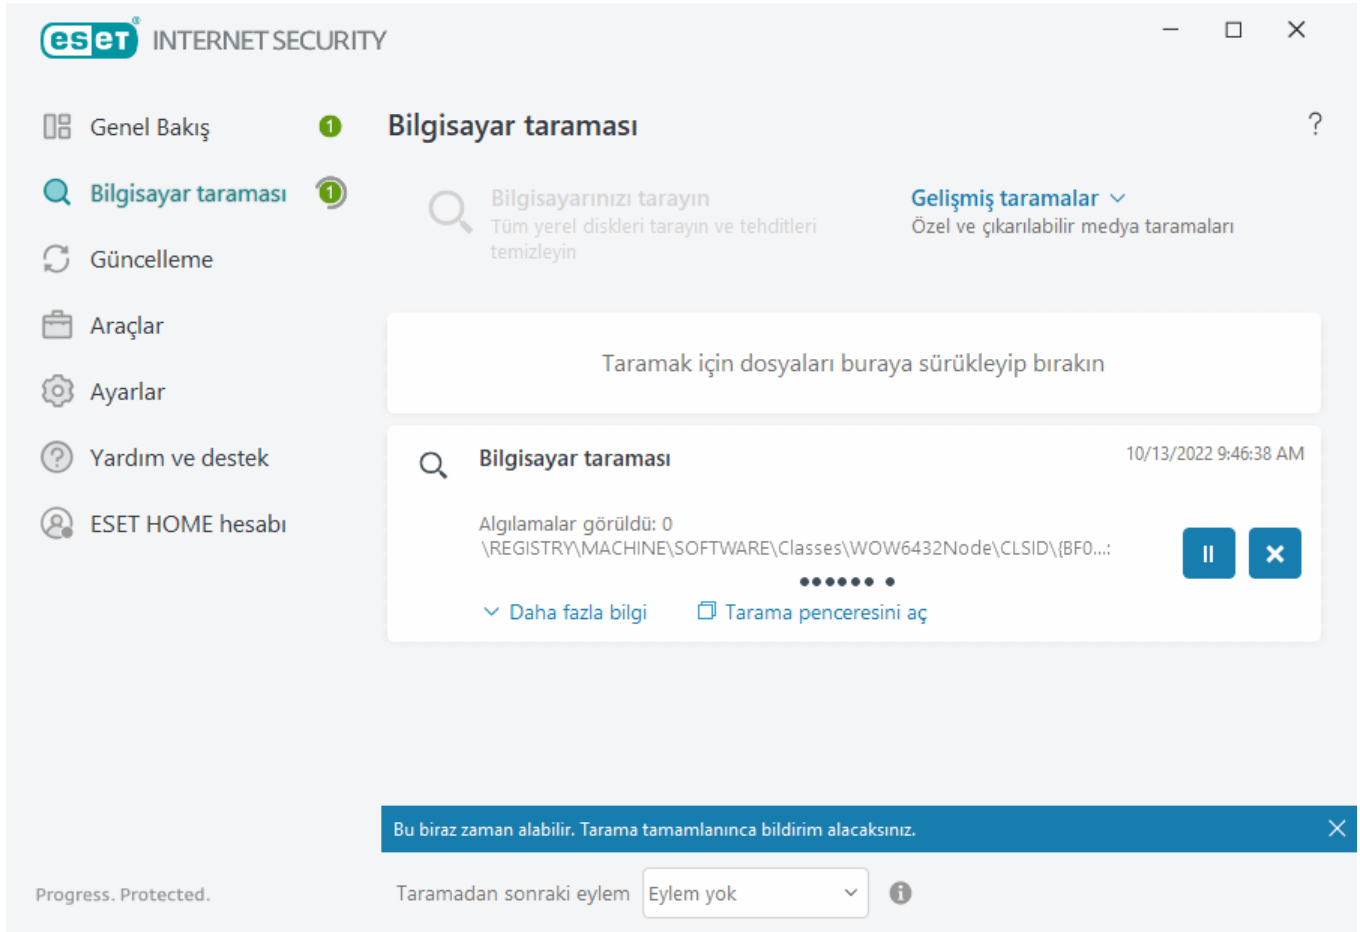 eset® INTERNET SECURITY
Genel Bakış 1
Bilgisayar taraması 1
Güncelleme
Araçlar
Ayarlar
Yardım ve destek
ESET HOME hesabı
Progress. Protected.
Bilgisayar taraması
?
Bilgisayarınızı tarayın
Tüm yerel diskleri tarayın ve tehditleri
temizleyin
Gelişmiş taramalar
Özel ve çıkarılabilir medya taramaları
Taramak için dosyaları buraya sürükleyip bırakın
Bilgisayar taraması
10/13/2022 9:46:38 AM
Algılamalar görüldü: 0
\REGISTRY\MACHINE\SOFTWARE\Classes\WOW6432Node\CLSID\{BF0...:
Daha fazla bilgi
Tarama penceresini aç
Bu biraz zaman alabilir. Tarama tamamlanınca bildirim alacaksınız.
Taramadan sonraki eylem
Eylem yok